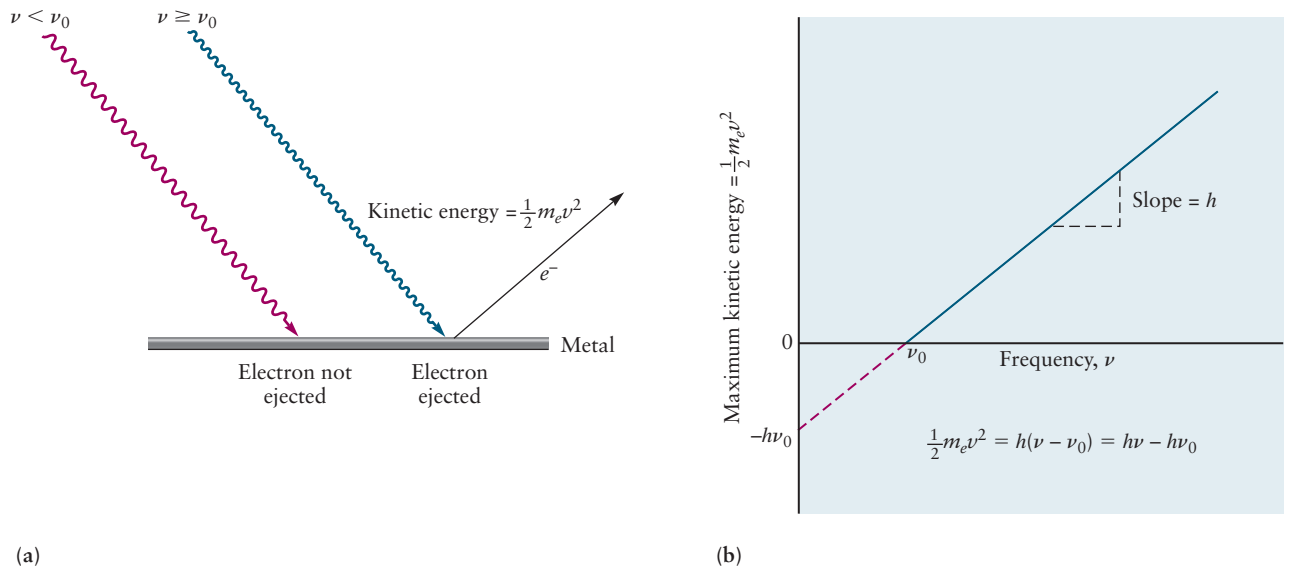 ν < ν₀
ν ≥ ν₀
Kinetic energy = ½mₑv²
e⁻
Metal
Electron not
ejected
Electron
ejected
(a)
Maximum kinetic energy = ½mₑv²
Slope = h
0
ν₀
Frequency, ν
−hν₀
½mₑv² = h(ν − ν₀) = hν − hν₀
(b)